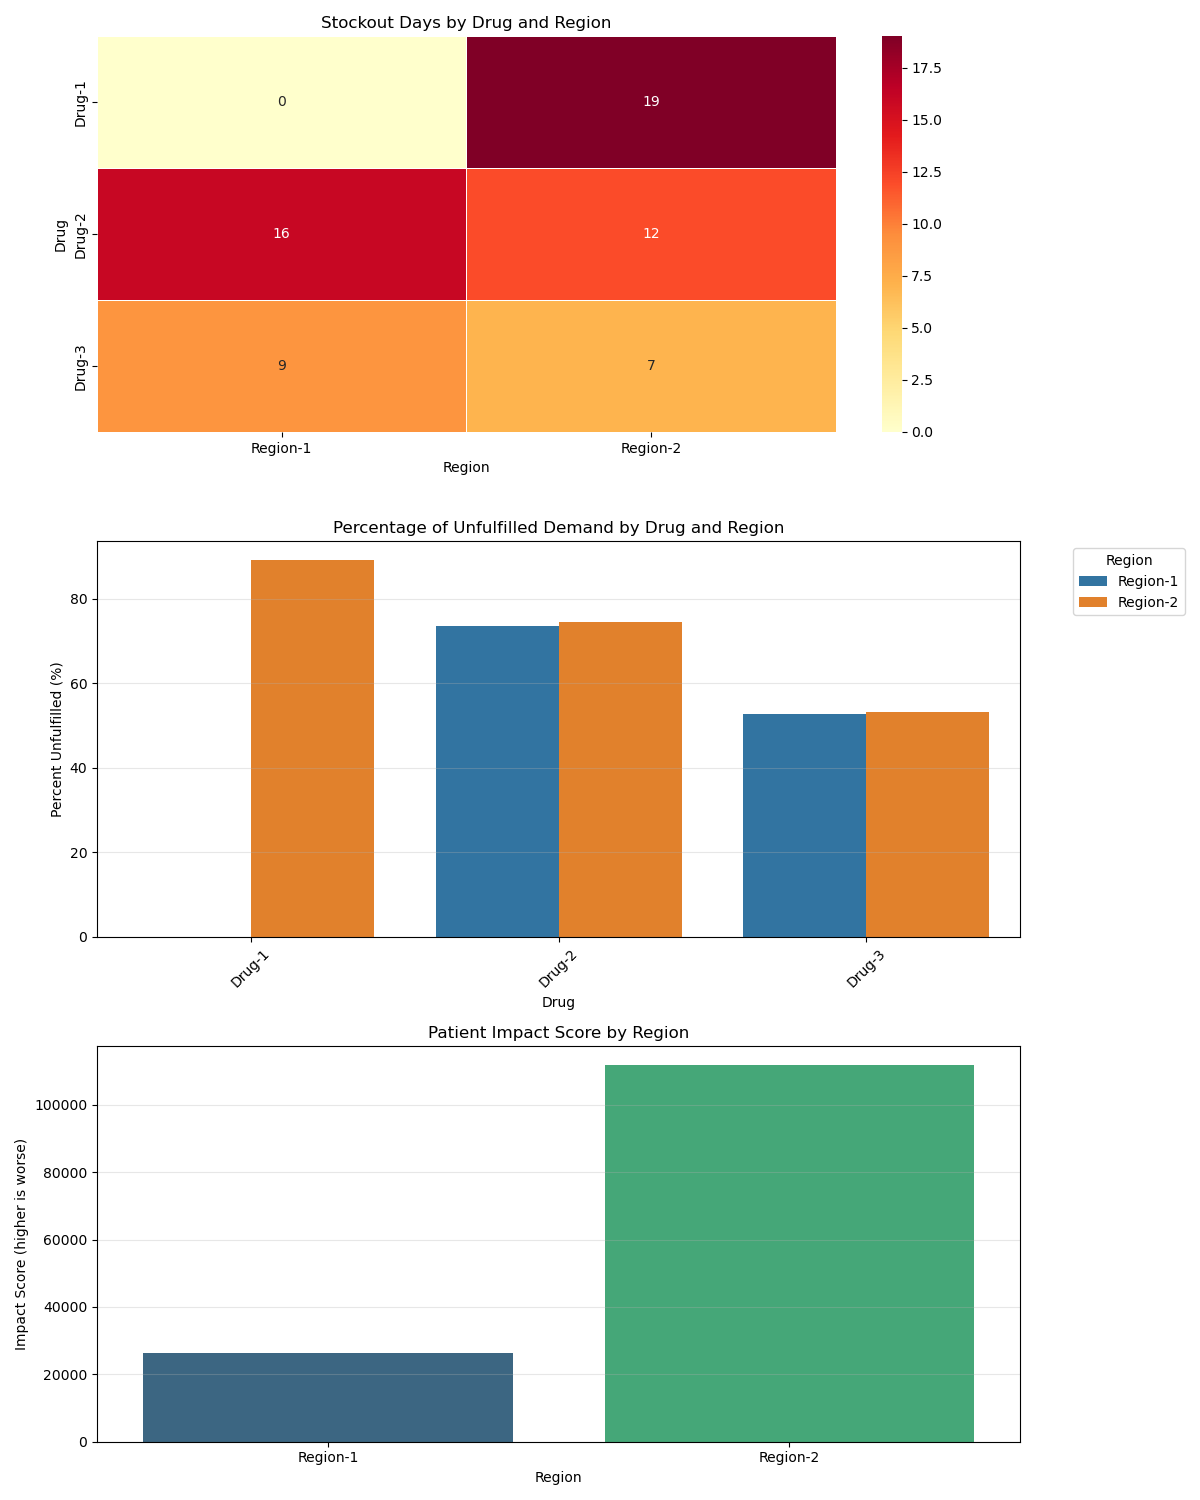 Stockout Days by Drug and Region
Drug
Drug-1
Drug-2
Drug-3
0
19
16
12
9
7
Region-1
Region-2
Region
17.5
15.0
12.5
10.0
7.5
5.0
2.5
0.0
Percentage of Unfulfilled Demand by Drug and Region
Percent Unfulfilled (%)
80
60
40
20
0
Drug-1
Drug-2
Drug-3
Drug
Region
Region-1
Region-2
Patient Impact Score by Region
Impact Score (higher is worse)
100000
80000
60000
40000
20000
0
Region-1
Region-2
Region